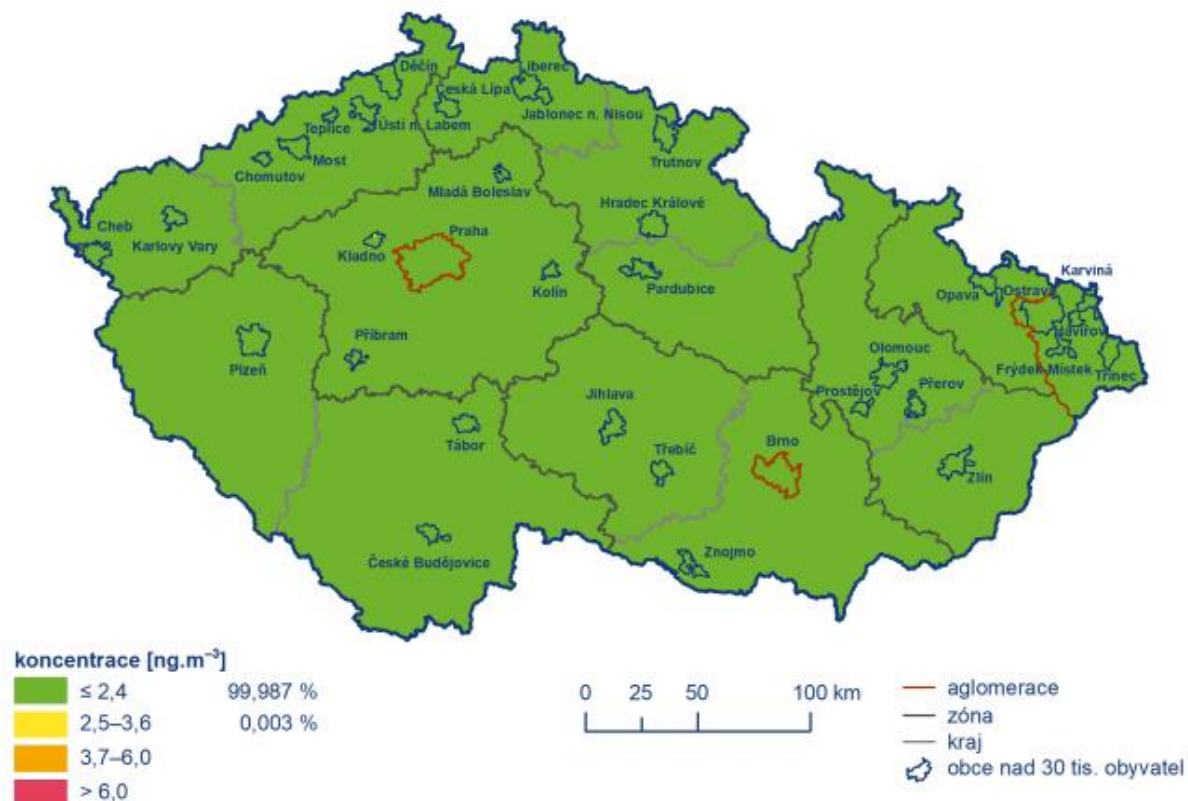 Děčín
Liberec
Česká Lípa
Jablonec n. Nisou
Teplice
Ústí n. Labem
Most
Chomutov
Trutnov
Mladá Boleslav
Hradec Králové
Cheb
Karlovy Vary
Praha
Kladno
Kolín
Pardubice
Karviná
Opava
Ostrava
Havířov
Příbram
Plzeň
Olomouc
Frýdek-Místek
Třinec
Prostějov
Přerov
Jihlava
Tábor
Třebíč
Brno
Zlín
České Budějovice
Znojmo
koncentrace [ng.m⁻³]
≤ 2,4 99,987 %
2,5–3,6 0,003 %
3,7–6,0
> 6,0
0 25 50 100 km
aglomerace
zóna
kraj
obce nad 30 tis. obyvatel